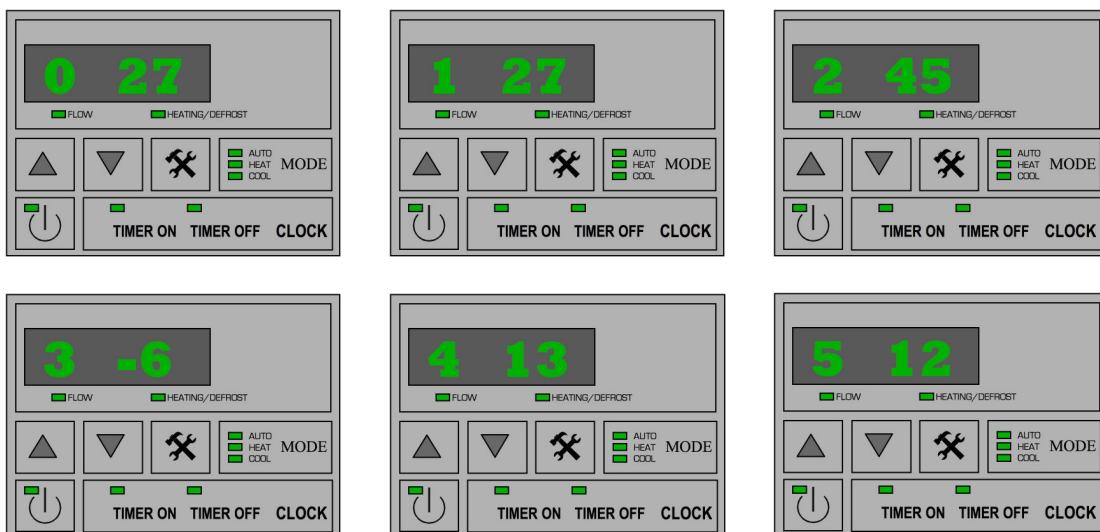 0 27
FLOW HEATING/DEFROST
AUTO
HEAT
COOL
MODE
TIMER ON TIMER OFF CLOCK
1 27
FLOW HEATING/DEFROST
AUTO
HEAT
COOL
MODE
TIMER ON TIMER OFF CLOCK
2 45
FLOW HEATING/DEFROST
AUTO
HEAT
COOL
MODE
TIMER ON TIMER OFF CLOCK
3 -6
FLOW HEATING/DEFROST
AUTO
HEAT
COOL
MODE
TIMER ON TIMER OFF CLOCK
4 13
FLOW HEATING/DEFROST
AUTO
HEAT
COOL
MODE
TIMER ON TIMER OFF CLOCK
5 12
FLOW HEATING/DEFROST
AUTO
HEAT
COOL
MODE
TIMER ON TIMER OFF CLOCK